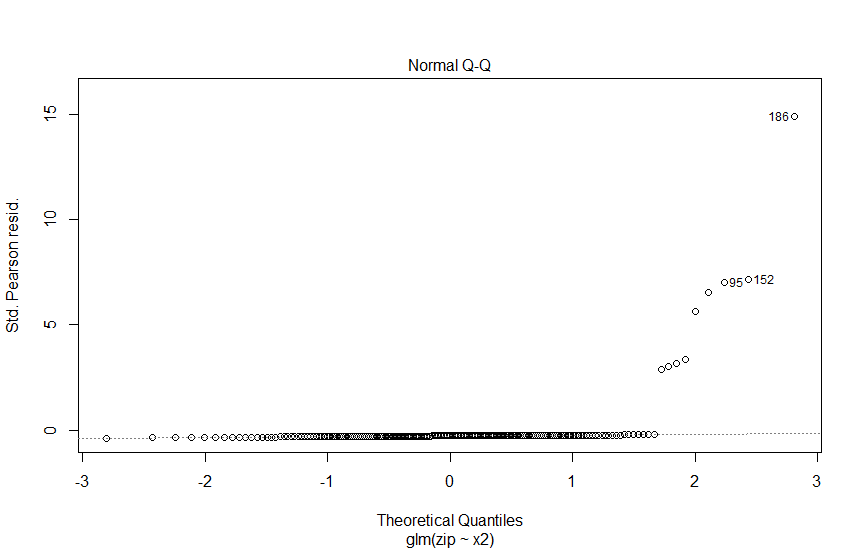 Normal Q-Q
Std. Pearson resid.
15
10
5
0
186
95
152
-3 -2 -1 0 1 2 3
Theoretical Quantiles
glm(zip ~ x2)